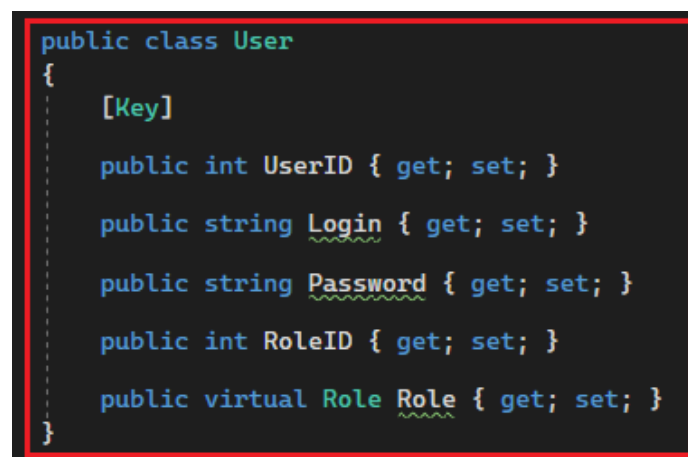 public class User
{
[Key]
public int UserID { get; set; }
public string Login { get; set; }
public string Password { get; set; }
public int RoleID { get; set; }
public virtual Role Role { get; set; }
}